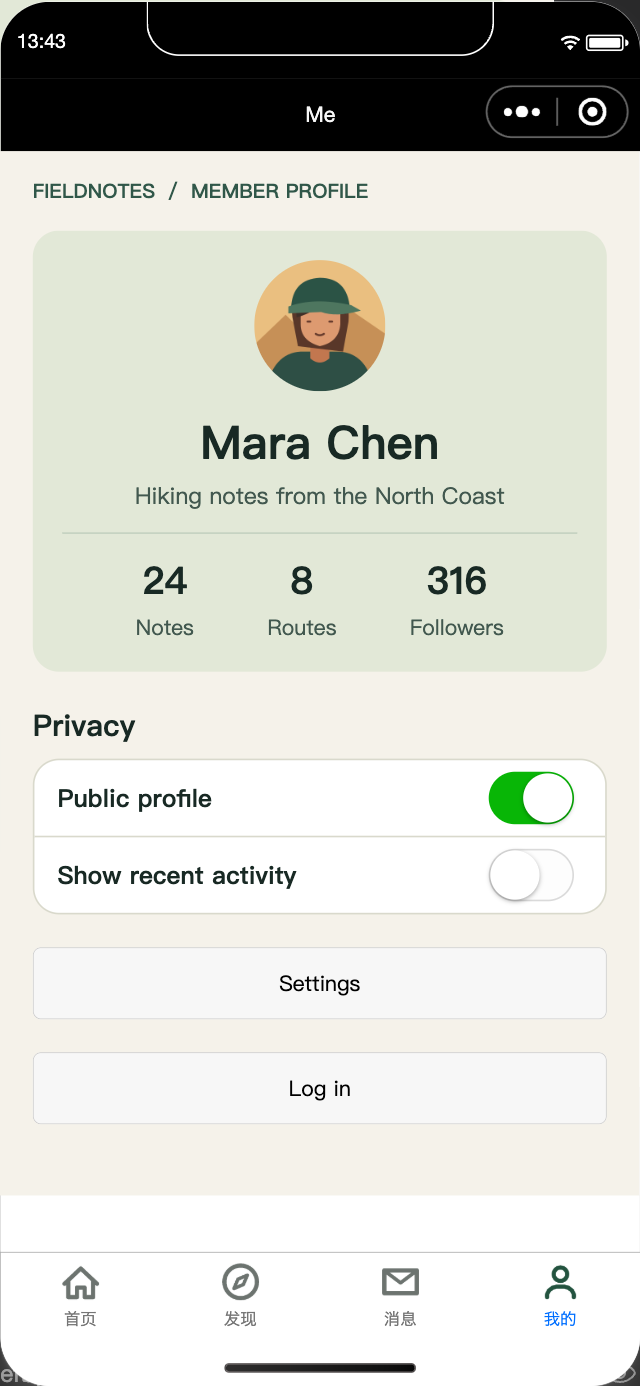 13:43
Me
FIELDNOTES / MEMBER PROFILE
Mara Chen
Hiking notes from the North Coast
24 8 316
Notes Routes Followers
Privacy
Public profile
Show recent activity
Settings
Log in
首页 发现 消息 我的